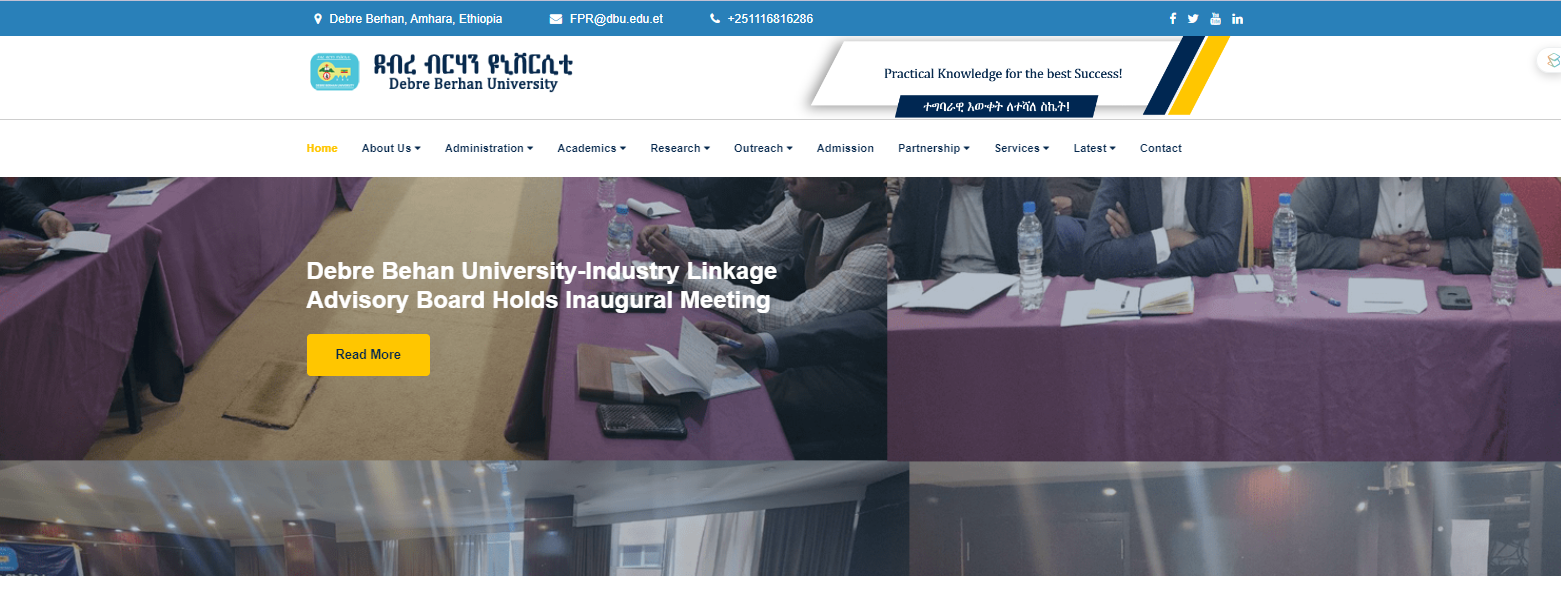 Debre Berhan, Amhara, Ethiopia FPR@dbu.edu.et +251116816286
ደብረ ብርሃን ዩኒቨርሲቲ
Debre Berhan University
Practical Knowledge for the best Success!
ተግባራዊ እውቀት ለተሻለ ስኬት!
Home About Us Administration Academics Research Outreach Admission Partnership Services Latest Contact
Debre Behan University-Industry Linkage
Advisory Board Holds Inaugural Meeting
Read More